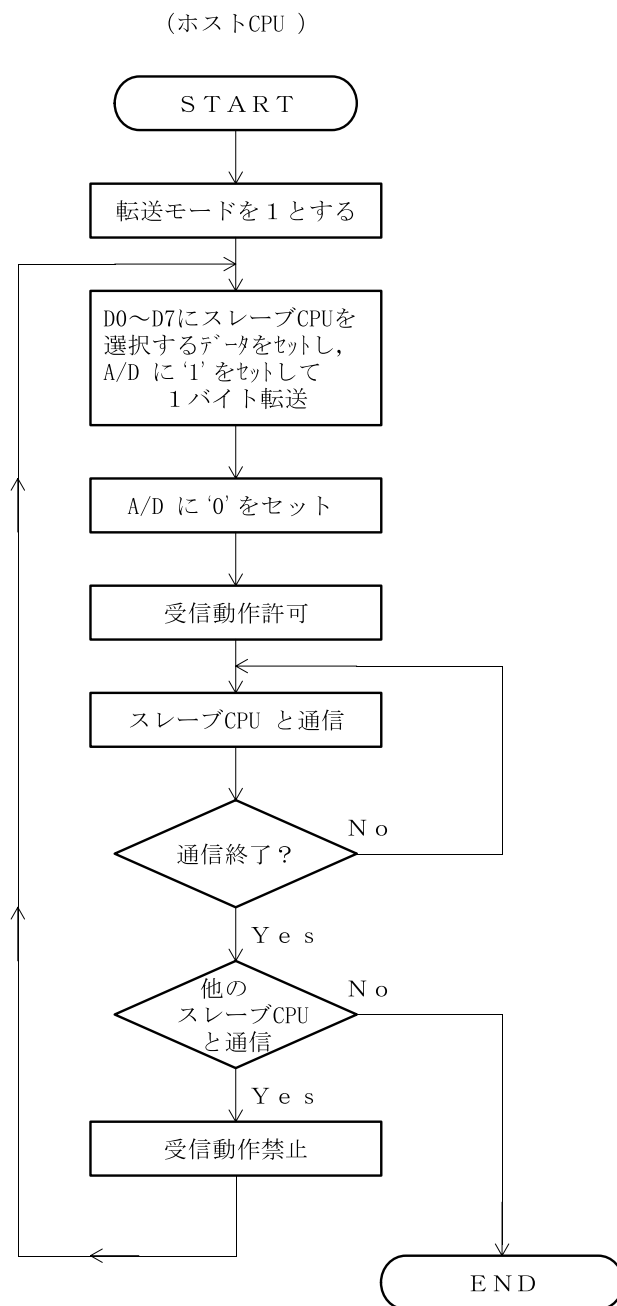 (ホストCPU )
ＳＴＡＲＴ
転送モードを１とする
D0～D7にスレーブCPUを
選択するﾃﾞｰﾀをセットし,
A/D に‘1’をｾｯﾄして
１バイト転送
A/D に‘0’をセット
受信動作許可
スレーブCPU と通信
通信終了？
Ｎｏ
Ｙｅｓ
他の
スレーブCPU
と通信
Ｎｏ
Ｙｅｓ
受信動作禁止
ＥＮＤ